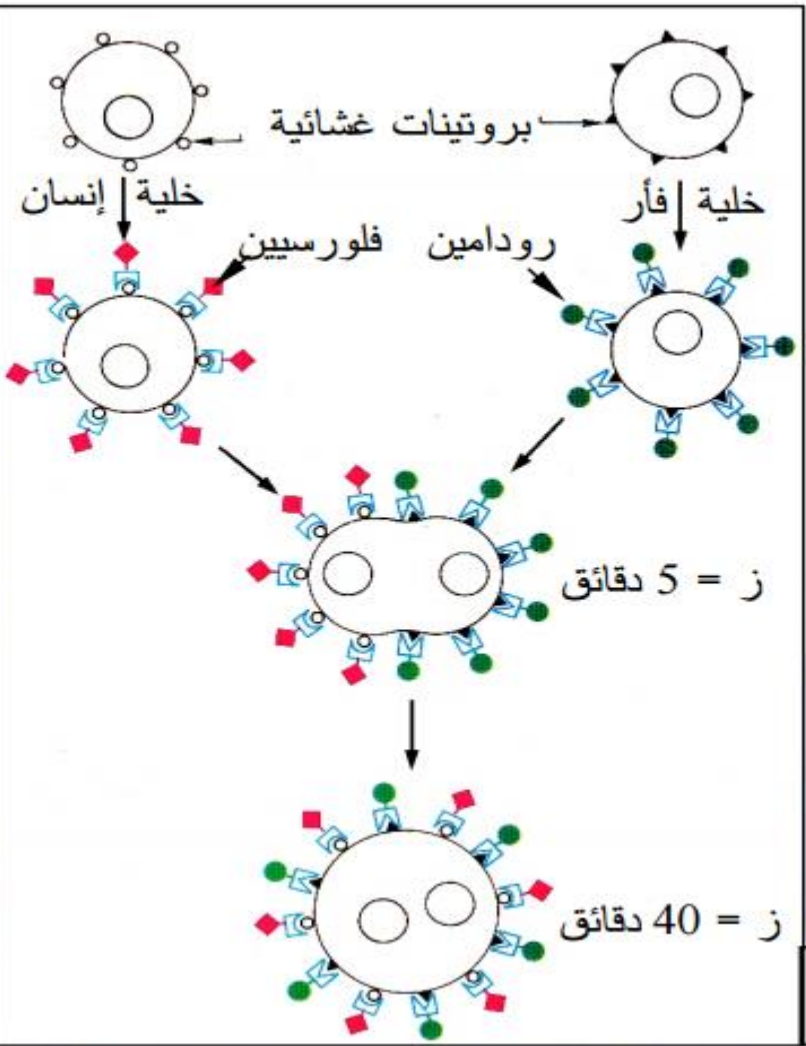 بروتينات غشائية
خلية فأر
خلية إنسان
رودامين
فلورسيين
ز = 5 دقائق
ز = 40 دقائق